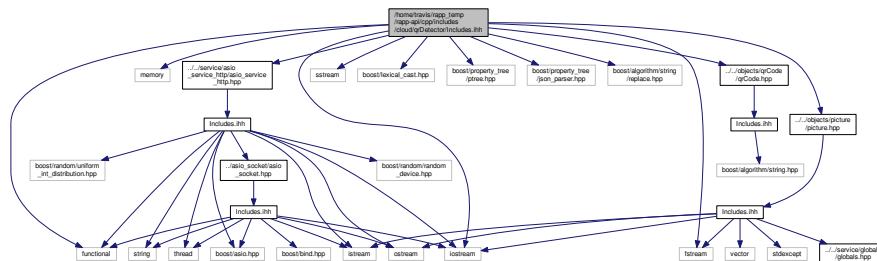 /home/travis/rapp_temp
/rapp-api/cpp/includes
/cloud/qrDetector/Includes.ihh
memory
../../service/asio
_service_http/asio_service
_http.hpp
sstream
boost/lexical_cast.hpp
boost/property_tree
/ptree.hpp
boost/property_tree
/json_parser.hpp
boost/algorithm/string
/replace.hpp
../../objects/qrCode
/qrCode.hpp
Includes.ihh
Includes.ihh
../../objects/picture
/picture.hpp
boost/random/uniform
_int_distribution.hpp
../asio_socket/asio
_socket.hpp
boost/random/random
_device.hpp
boost/algorithm/string.hpp
Includes.ihh
Includes.ihh
functional
string
thread
boost/asio.hpp
boost/bind.hpp
istream
ostream
iostream
fstream
vector
stdexcept
../../service/global
/globals.hpp